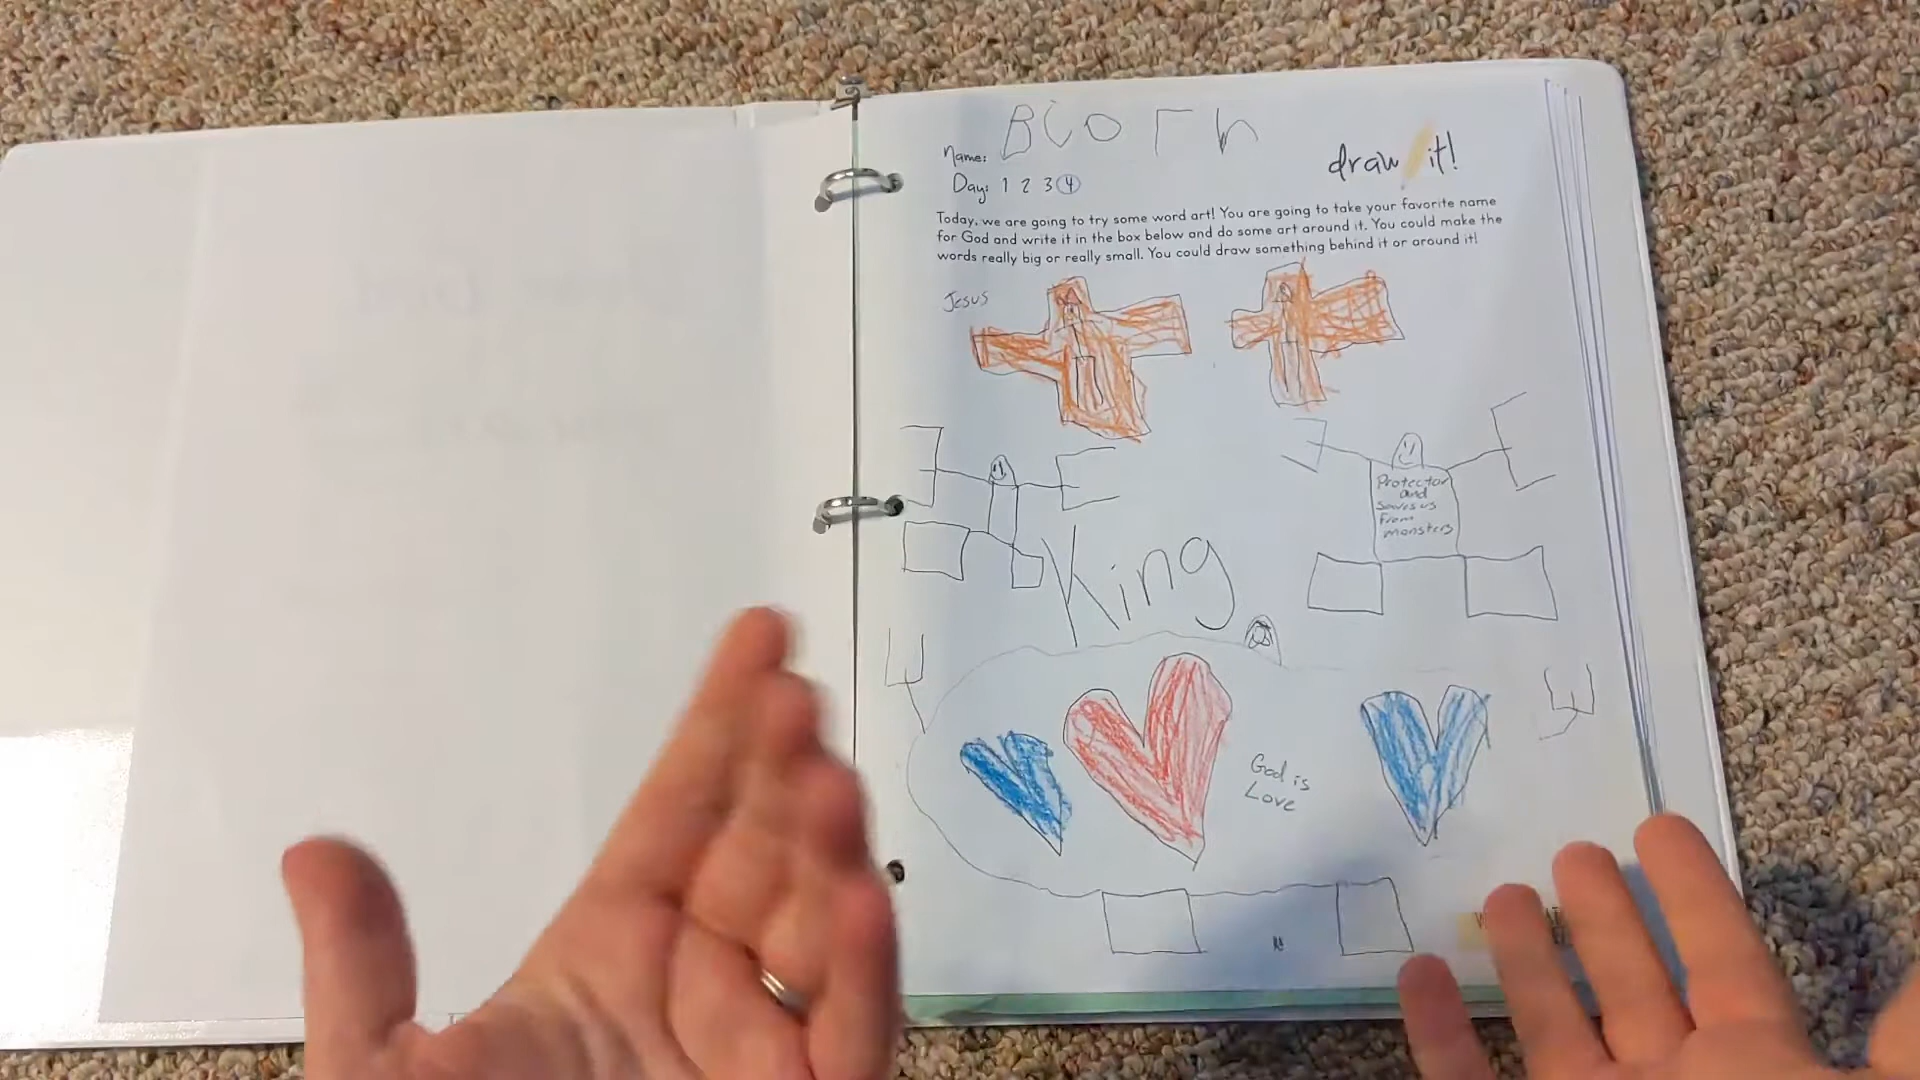 BCOrh
Name:
draw it!
Day: 1 2 3 4
Today, we are going to try some word art! You are going to take your favorite name
for God and write it in the box below and do some art around it. You could make the
words really big or really small. You could draw something behind it or around it!
Jesus
Protector
and
Saves us
from
monsters
King
God is
Love